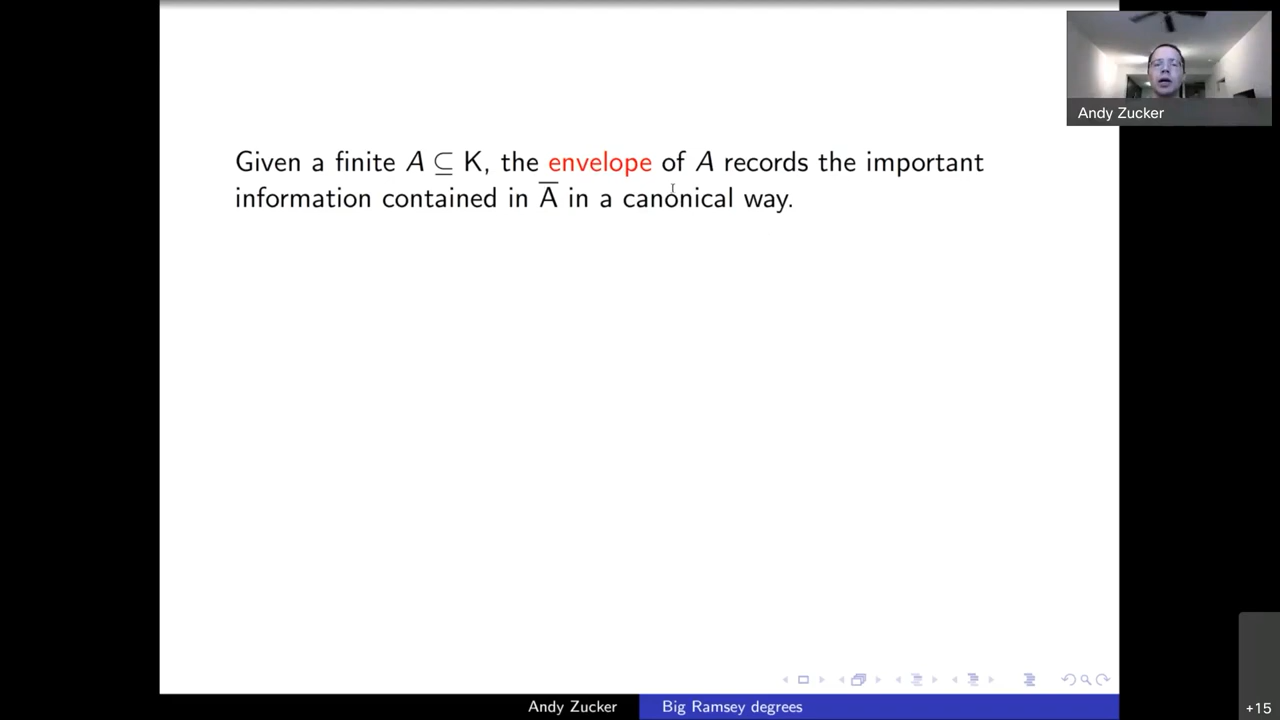 Andy Zucker
Given a finite A ⊆ K, the envelope of A records the important
information contained in A̅ in a canonical way.
Andy Zucker
Big Ramsey degrees
+15